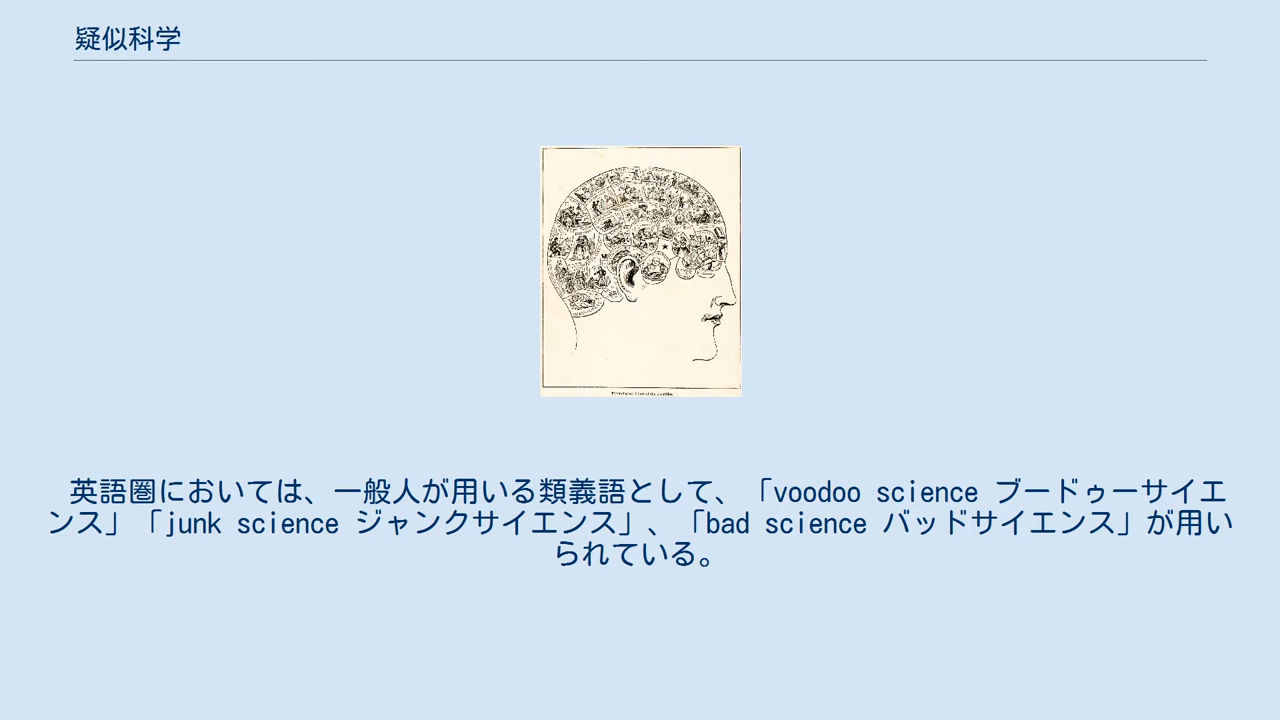 疑似科学
英語圏においては、一般人が用いる類義語として、「voodoo science ブードゥーサイエ
ンス」「junk science ジャンクサイエンス」、「bad science バッドサイエンス」が用い
られている。